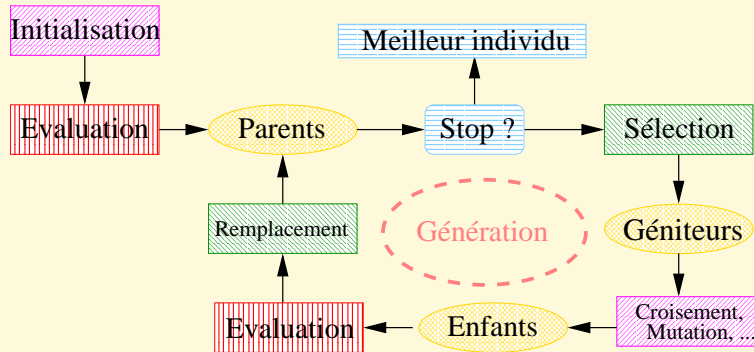 Initialisation
Meilleur individu
Evaluation
Parents
Stop ?
Sélection
Remplacement
Génération
Géniteurs
Croisement,
Mutation, ...
Evaluation
Enfants